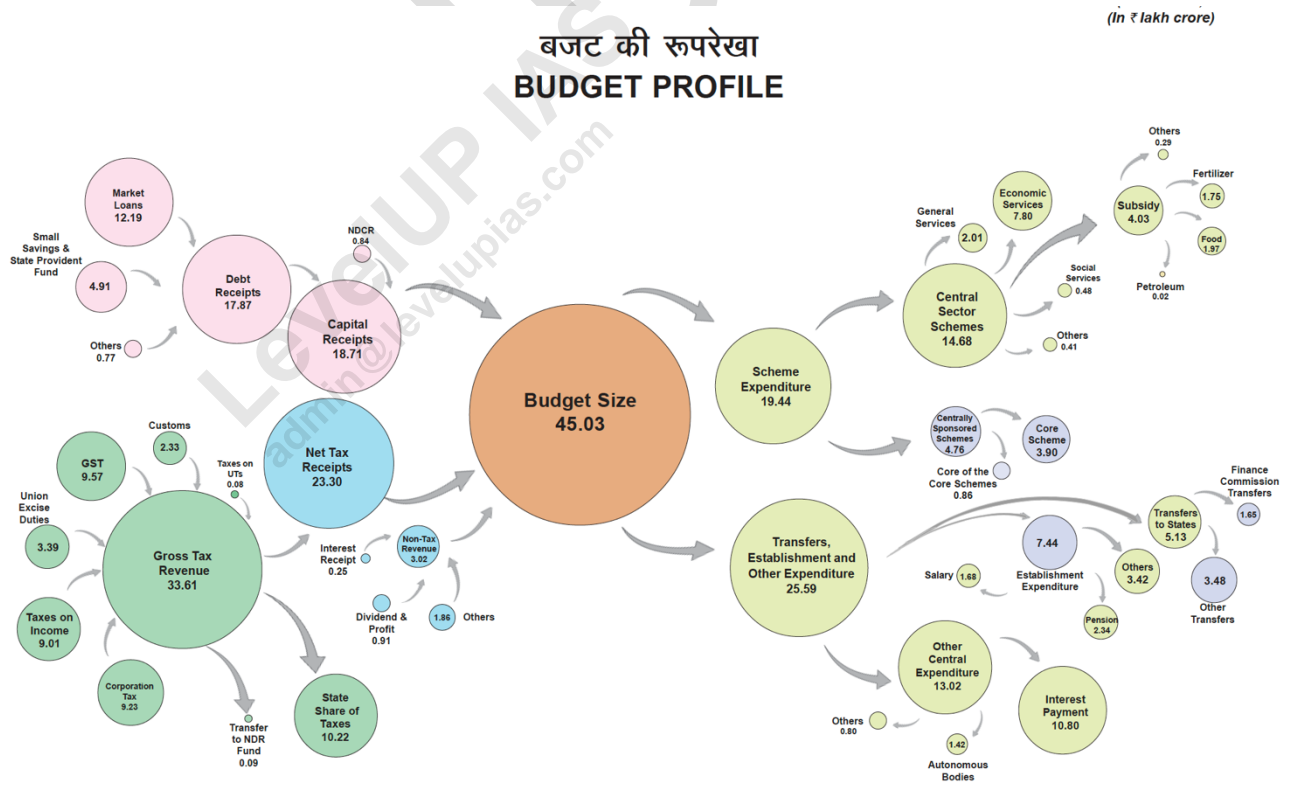 (In ₹ lakh crore)
बजट की रूपरेखा
BUDGET PROFILE
LevelUP IAS
admin@levelupias.com
Market
Loans
12.19
Small
Savings &
State Provident
Fund
4.91
Others
0.77
Debt
Receipts
17.87
NDCR
0.84
Capital
Receipts
18.71
Customs
2.33
GST
9.57
Taxes on
UTs
0.08
Union
Excise
Duties
3.39
Taxes on
Income
9.01
Corporation
Tax
9.23
Gross Tax
Revenue
33.61
Transfer
to NDR
Fund
0.09
State
Share of
Taxes
10.22
Net Tax
Receipts
23.30
Interest
Receipt
0.25
Non-Tax
Revenue
3.02
Dividend &
Profit
0.91
1.86
Others
Budget Size
45.03
Scheme
Expenditure
19.44
General
Services
2.01
Economic
Services
7.80
Central
Sector
Schemes
14.68
Social
Services
0.48
Others
0.41
Subsidy
4.03
Others
0.29
Fertilizer
1.75
Food
1.97
Petroleum
0.02
Centrally
Sponsored
Schemes
4.76
Core
Scheme
3.90
Core of the
Core Schemes
0.86
Transfers,
Establishment and
Other Expenditure
25.59
7.44
Establishment
Expenditure
Salary
1.68
Pension
2.34
Others
3.42
Transfers
to States
5.13
Finance
Commission
Transfers
1.65
3.48
Other
Transfers
Other
Central
Expenditure
13.02
Interest
Payment
10.80
Others
0.80
1.42
Autonomous
Bodies